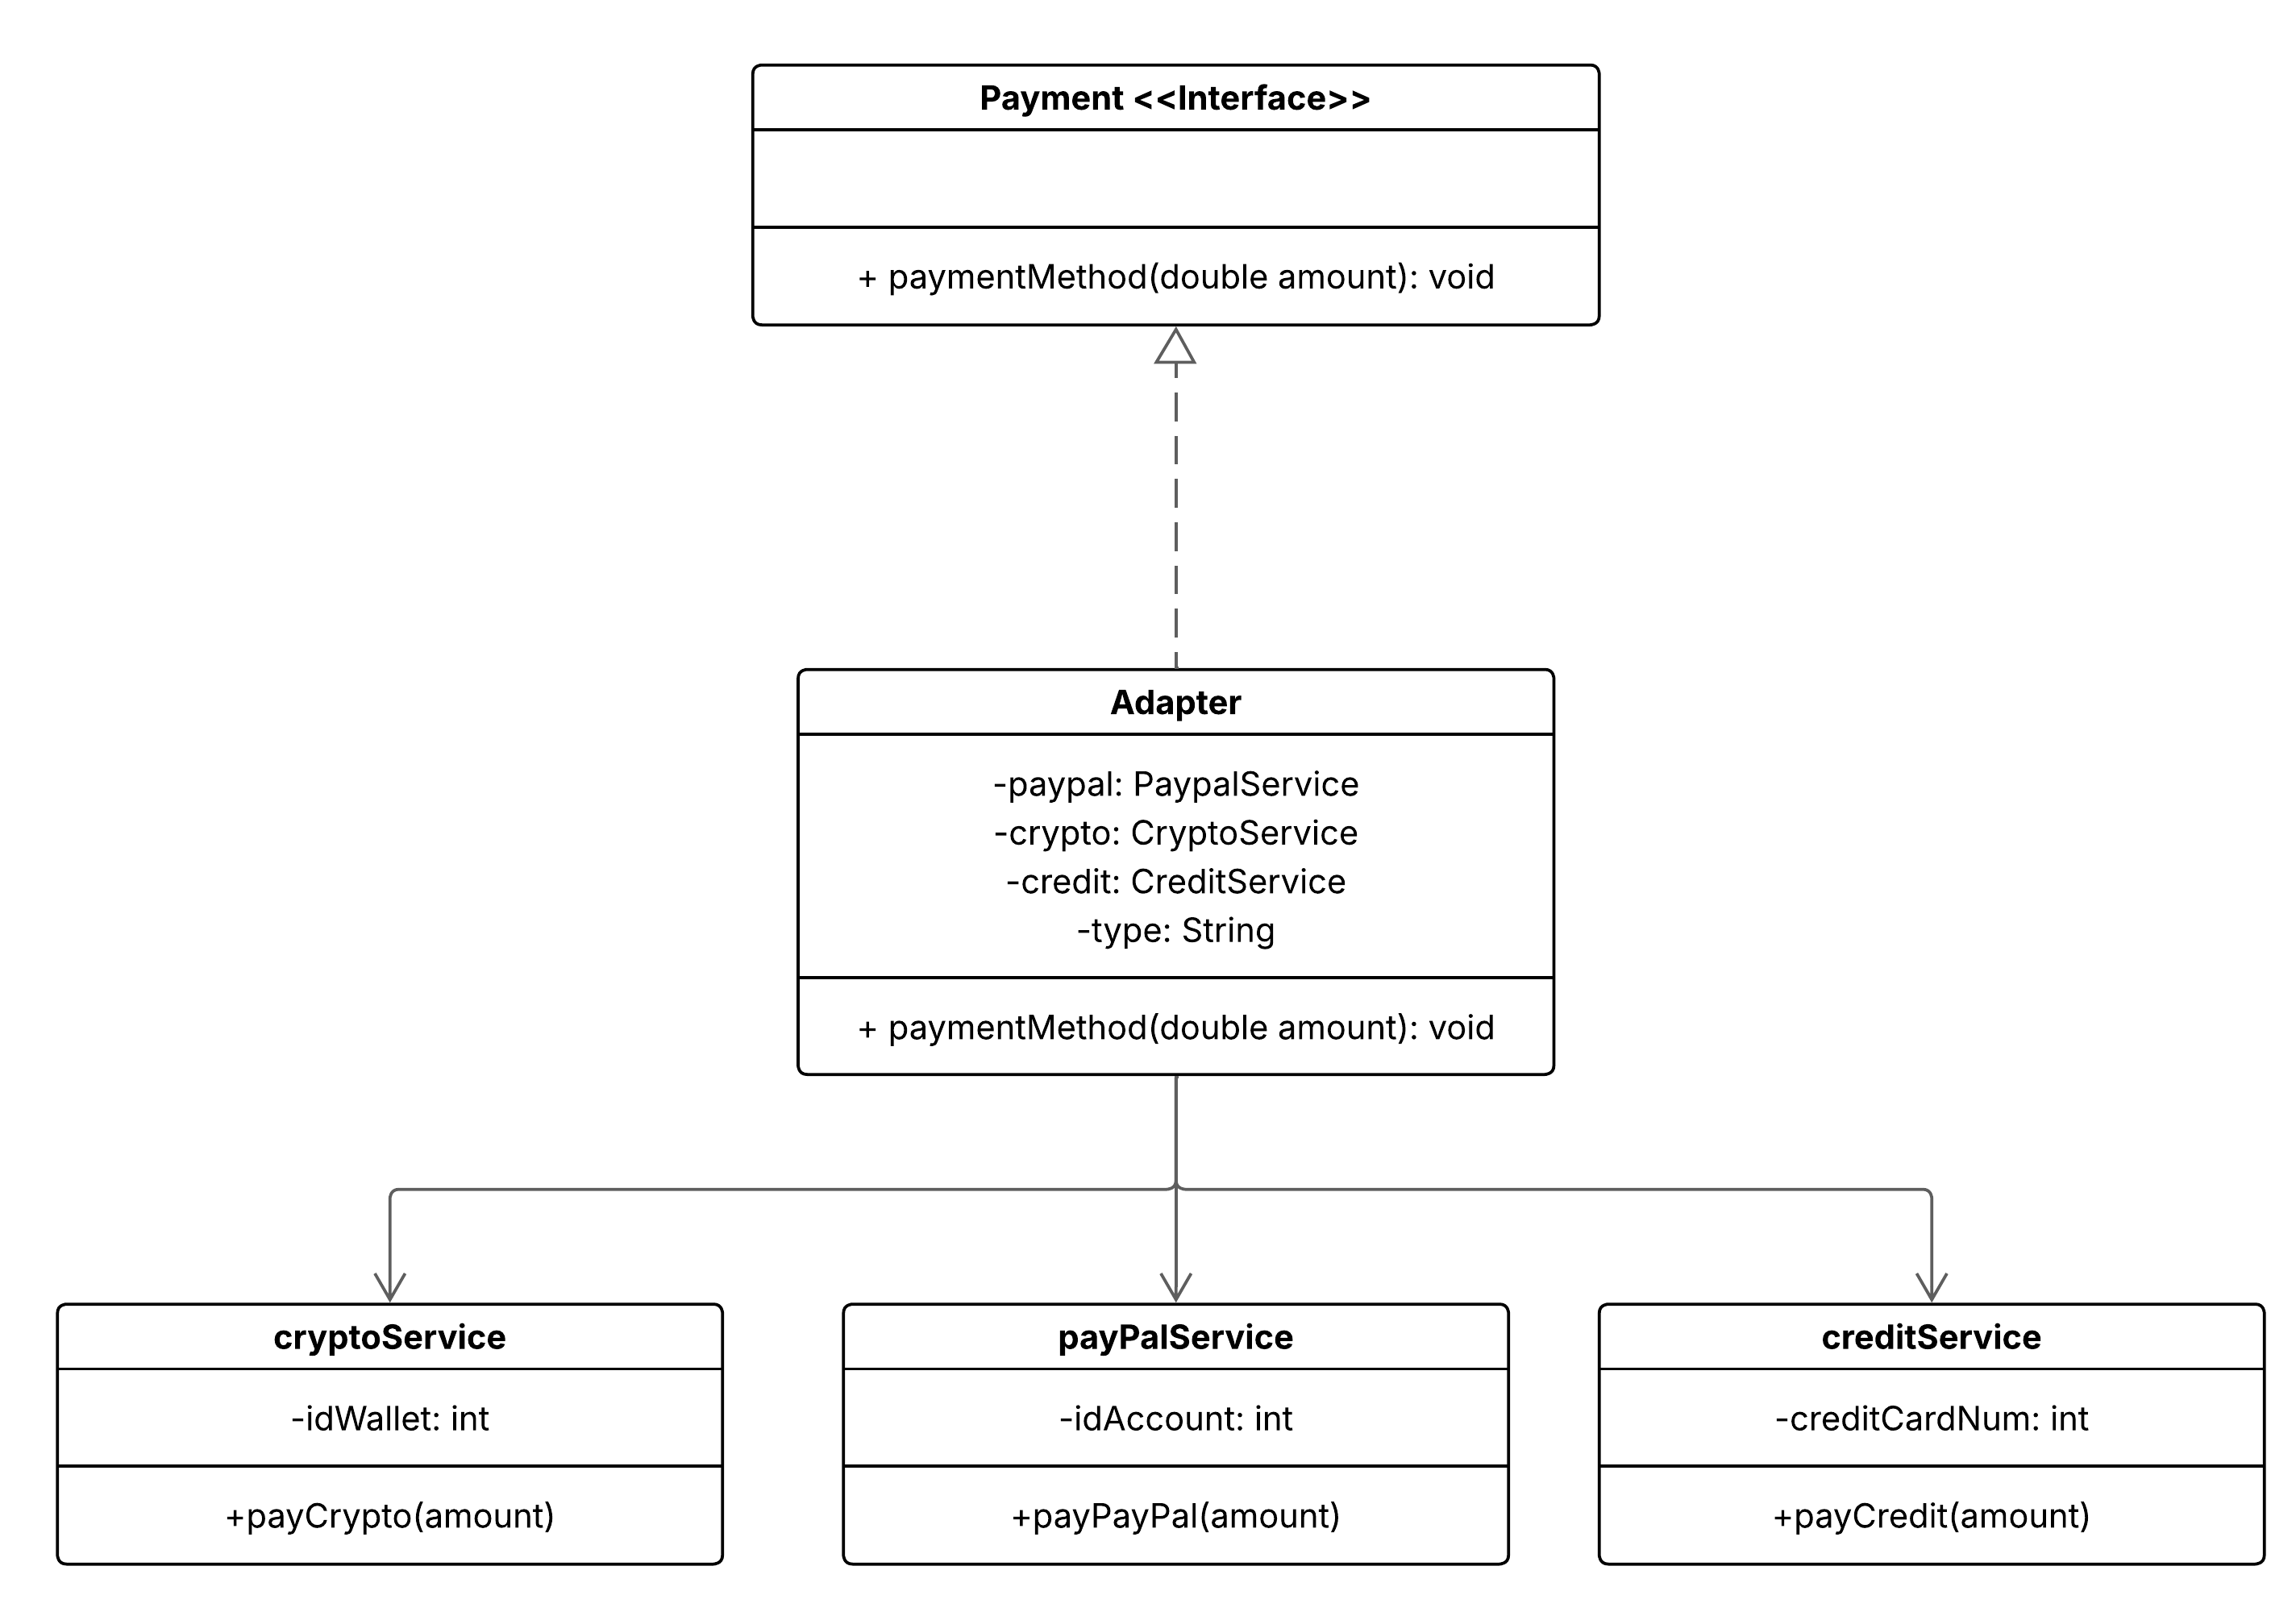 Payment <<Interface>>
+ paymentMethod(double amount): void
Adapter
-paypal: PaypalService
-crypto: CryptoService
-credit: CreditService
-type: String
+ paymentMethod(double amount): void
cryptoService
-idWallet: int
+payCrypto(amount)
payPalService
-idAccount: int
+payPayPal(amount)
creditService
-creditCardNum: int
+payCredit(amount)